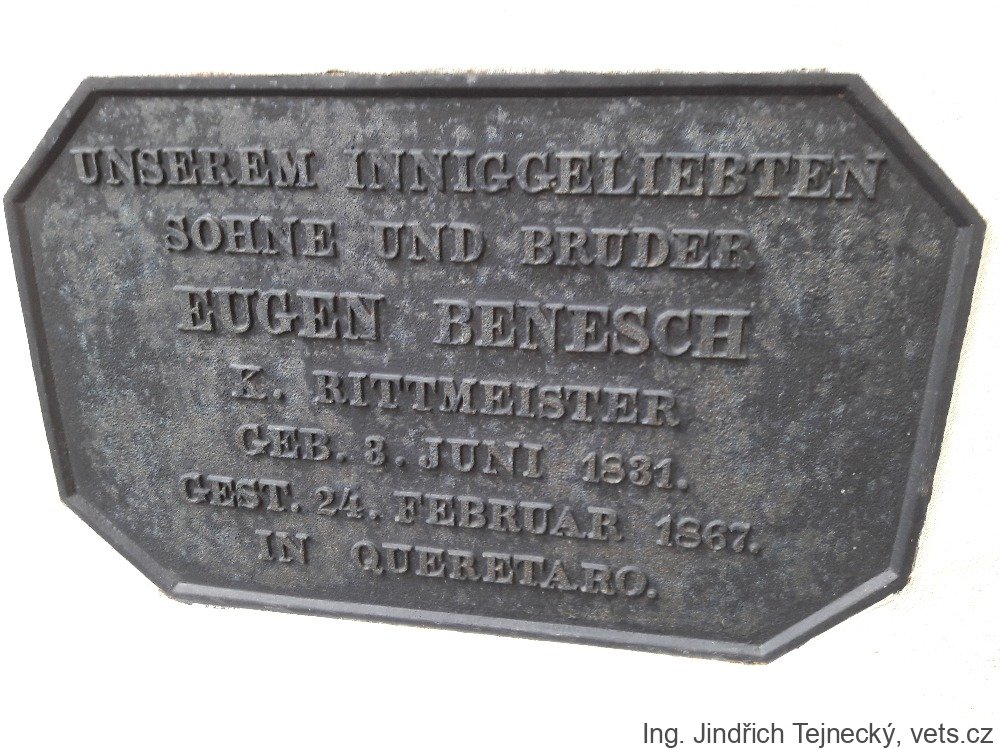 UNSEREM INNIGGELIEBTEN
SOHNE UND BRUDER
EUGEN BENESCH
K. RITTMEISTER
GEB. 3. JUNI 1831.
GEST. 24. FEBRUAR 1867.
IN QUERETARO.
Ing. Jindřich Tejnecký, vets.cz